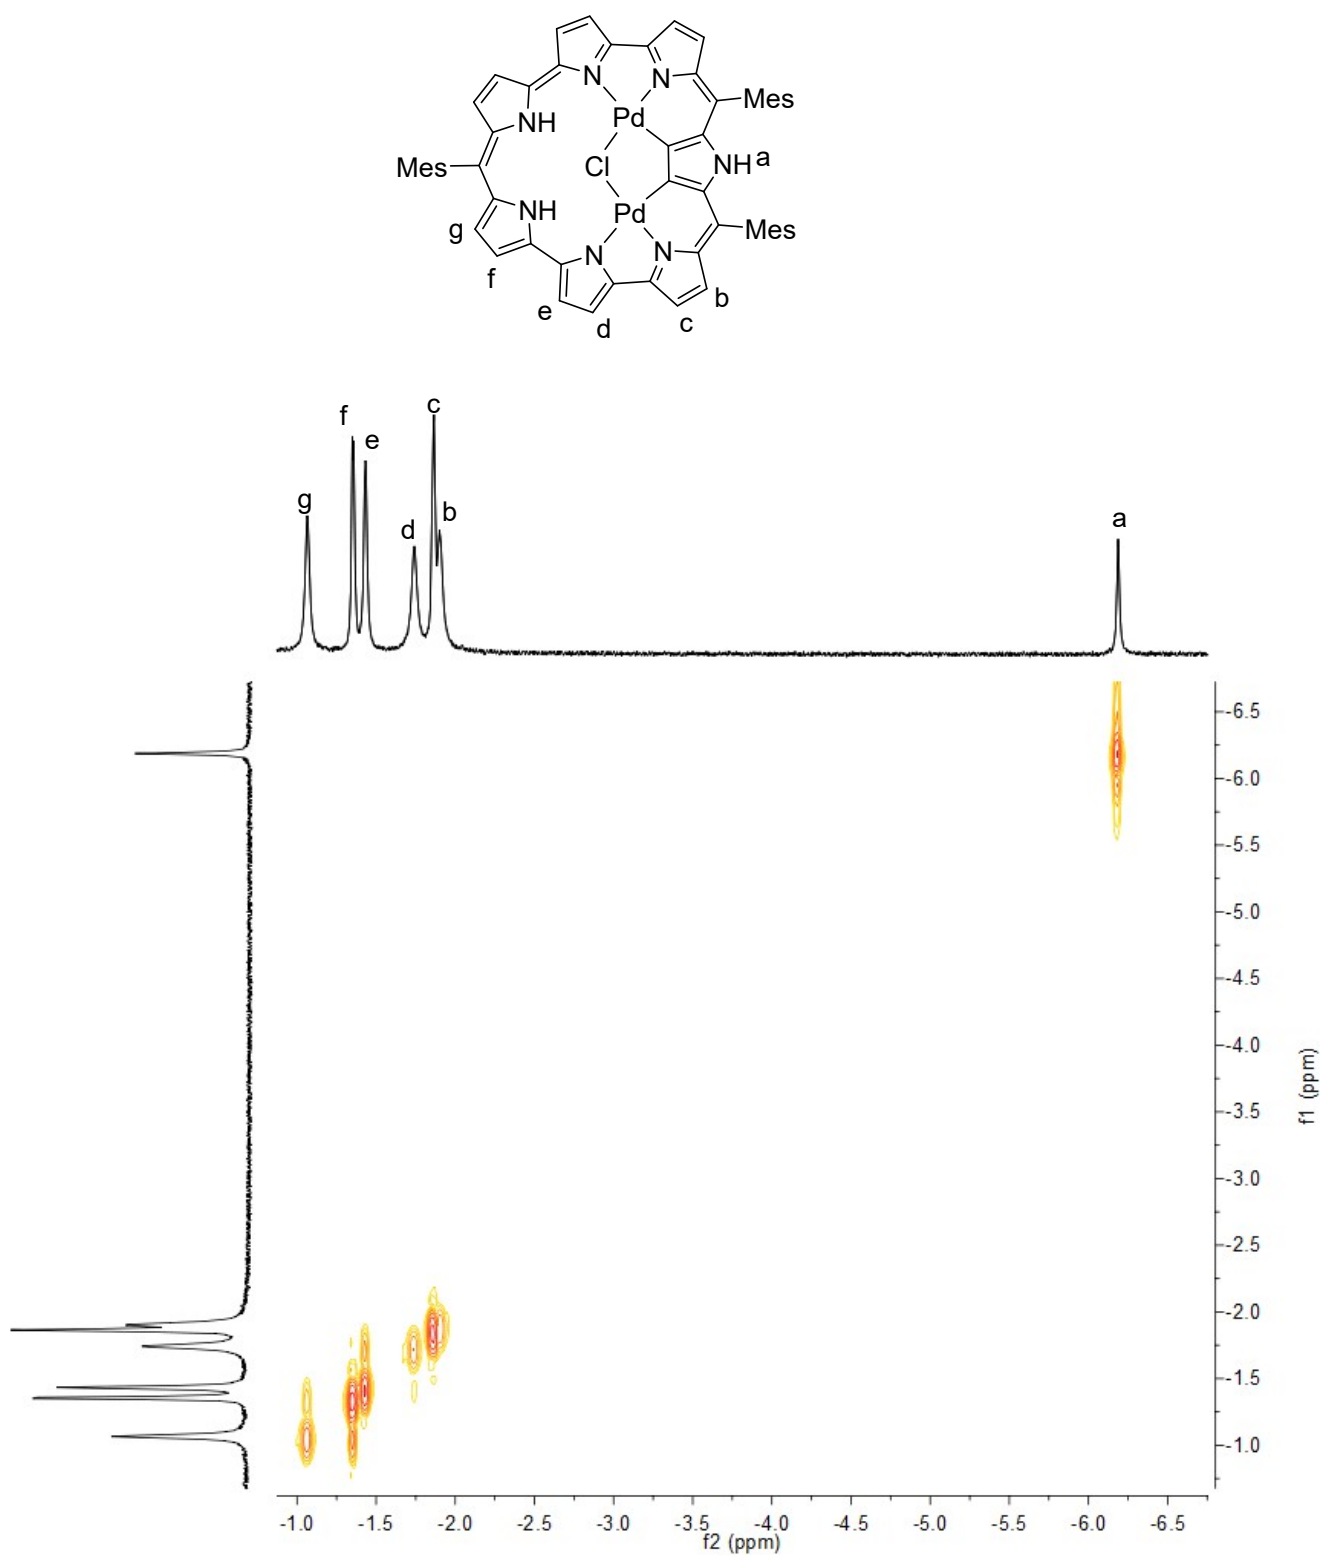 N N
Mes
Pd
NH
Cl
NH a
Mes
NH
Pd
Mes
g
N N
f
b
e
c
d
c
f
e
g
b
d
a
-6.5
-6.0
-5.5
-5.0
-4.5
-4.0
f1 (ppm)
-3.5
-3.0
-2.5
-2.0
-1.5
-1.0
-1.0 -1.5 -2.0 -2.5 -3.0 -3.5 -4.0 -4.5 -5.0 -5.5 -6.0 -6.5
f2 (ppm)